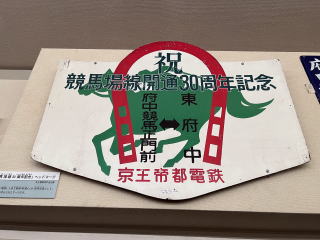 祝
競馬場線開通30周年記念
東府中
府中競馬正門前
京王帝都電鉄